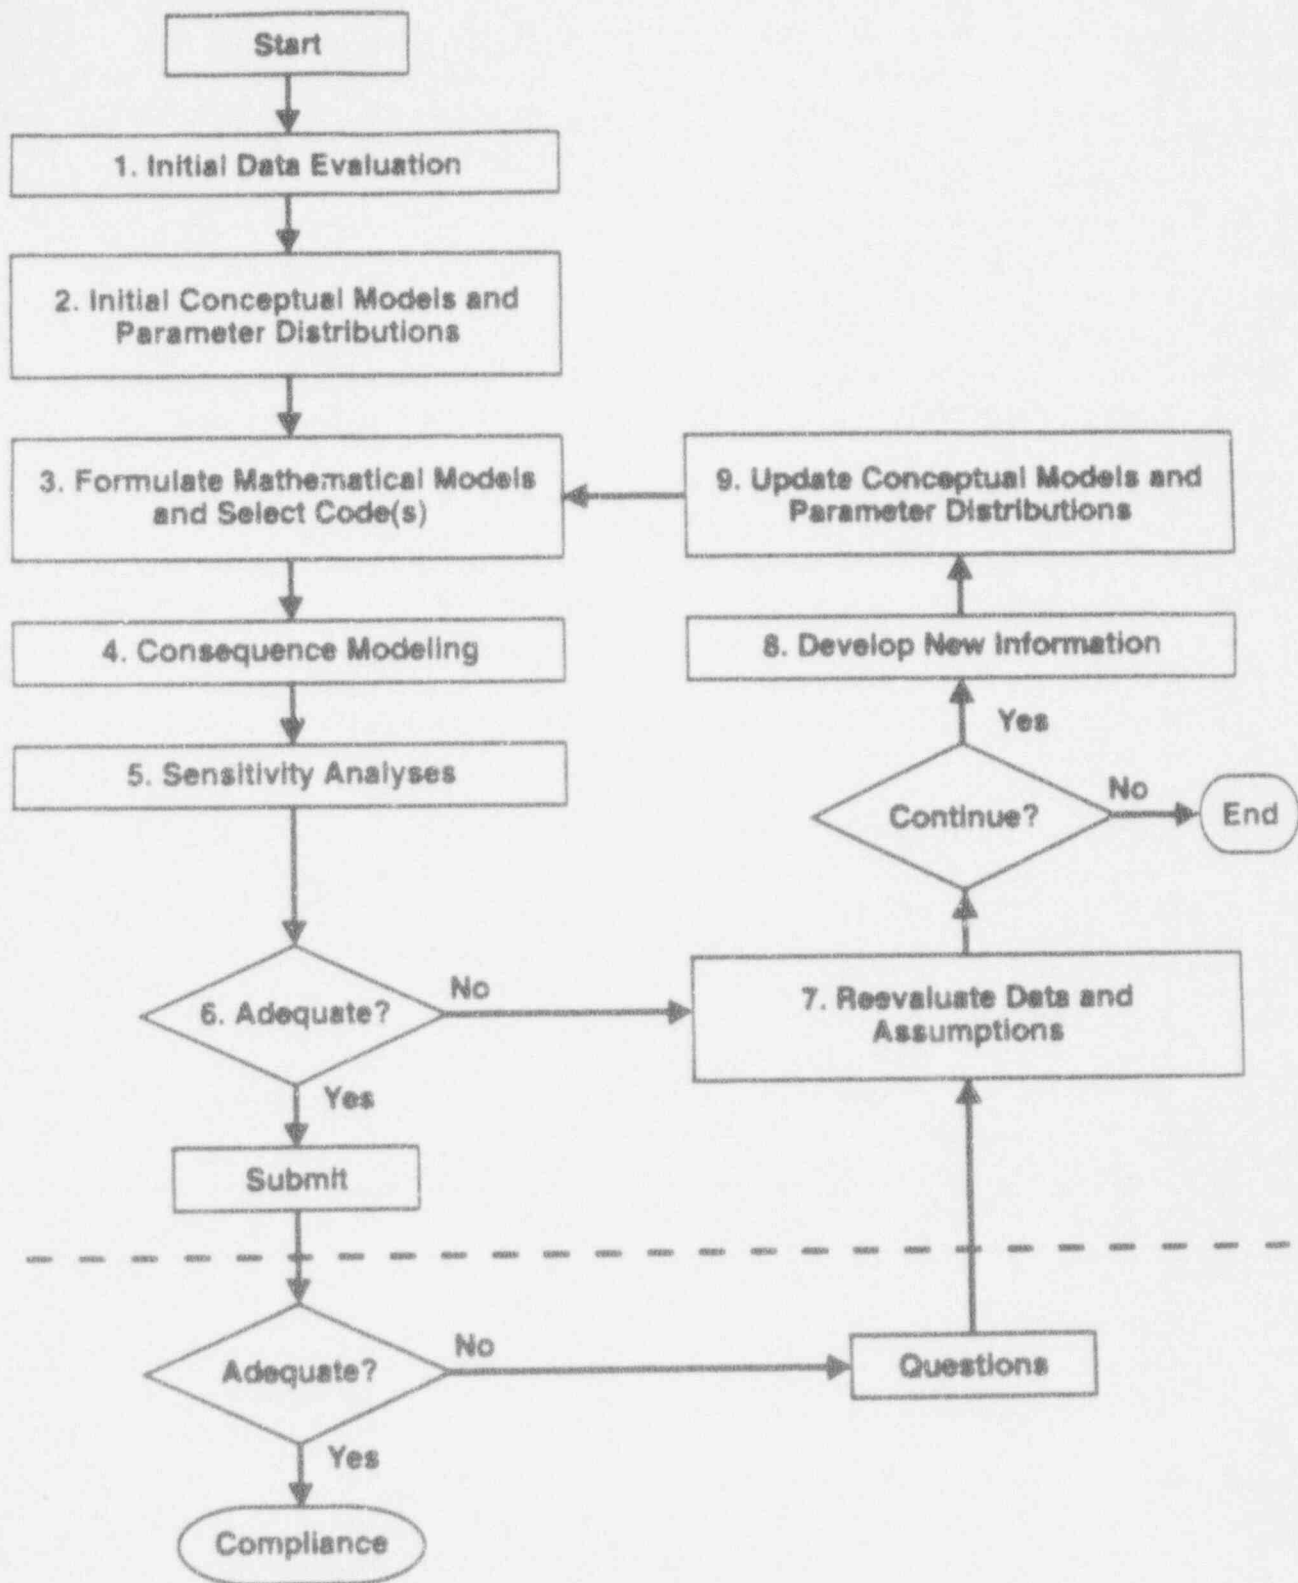 Start
1. Initial Data Evaluation
2. Initial Conceptual Models and
Parameter Distributions
3. Formulate Mathematical Models
and Select Code(s)
9. Update Conceptual Models and
Parameter Distributions
4. Consequence Modeling
8. Develop New Information
Yes
5. Sensitivity Analyses
Continue?
No
End
6. Adequate?
No
7. Reevaluate Data and
Assumptions
Yes
Submit
Adequate?
No
Questions
Yes
Compliance